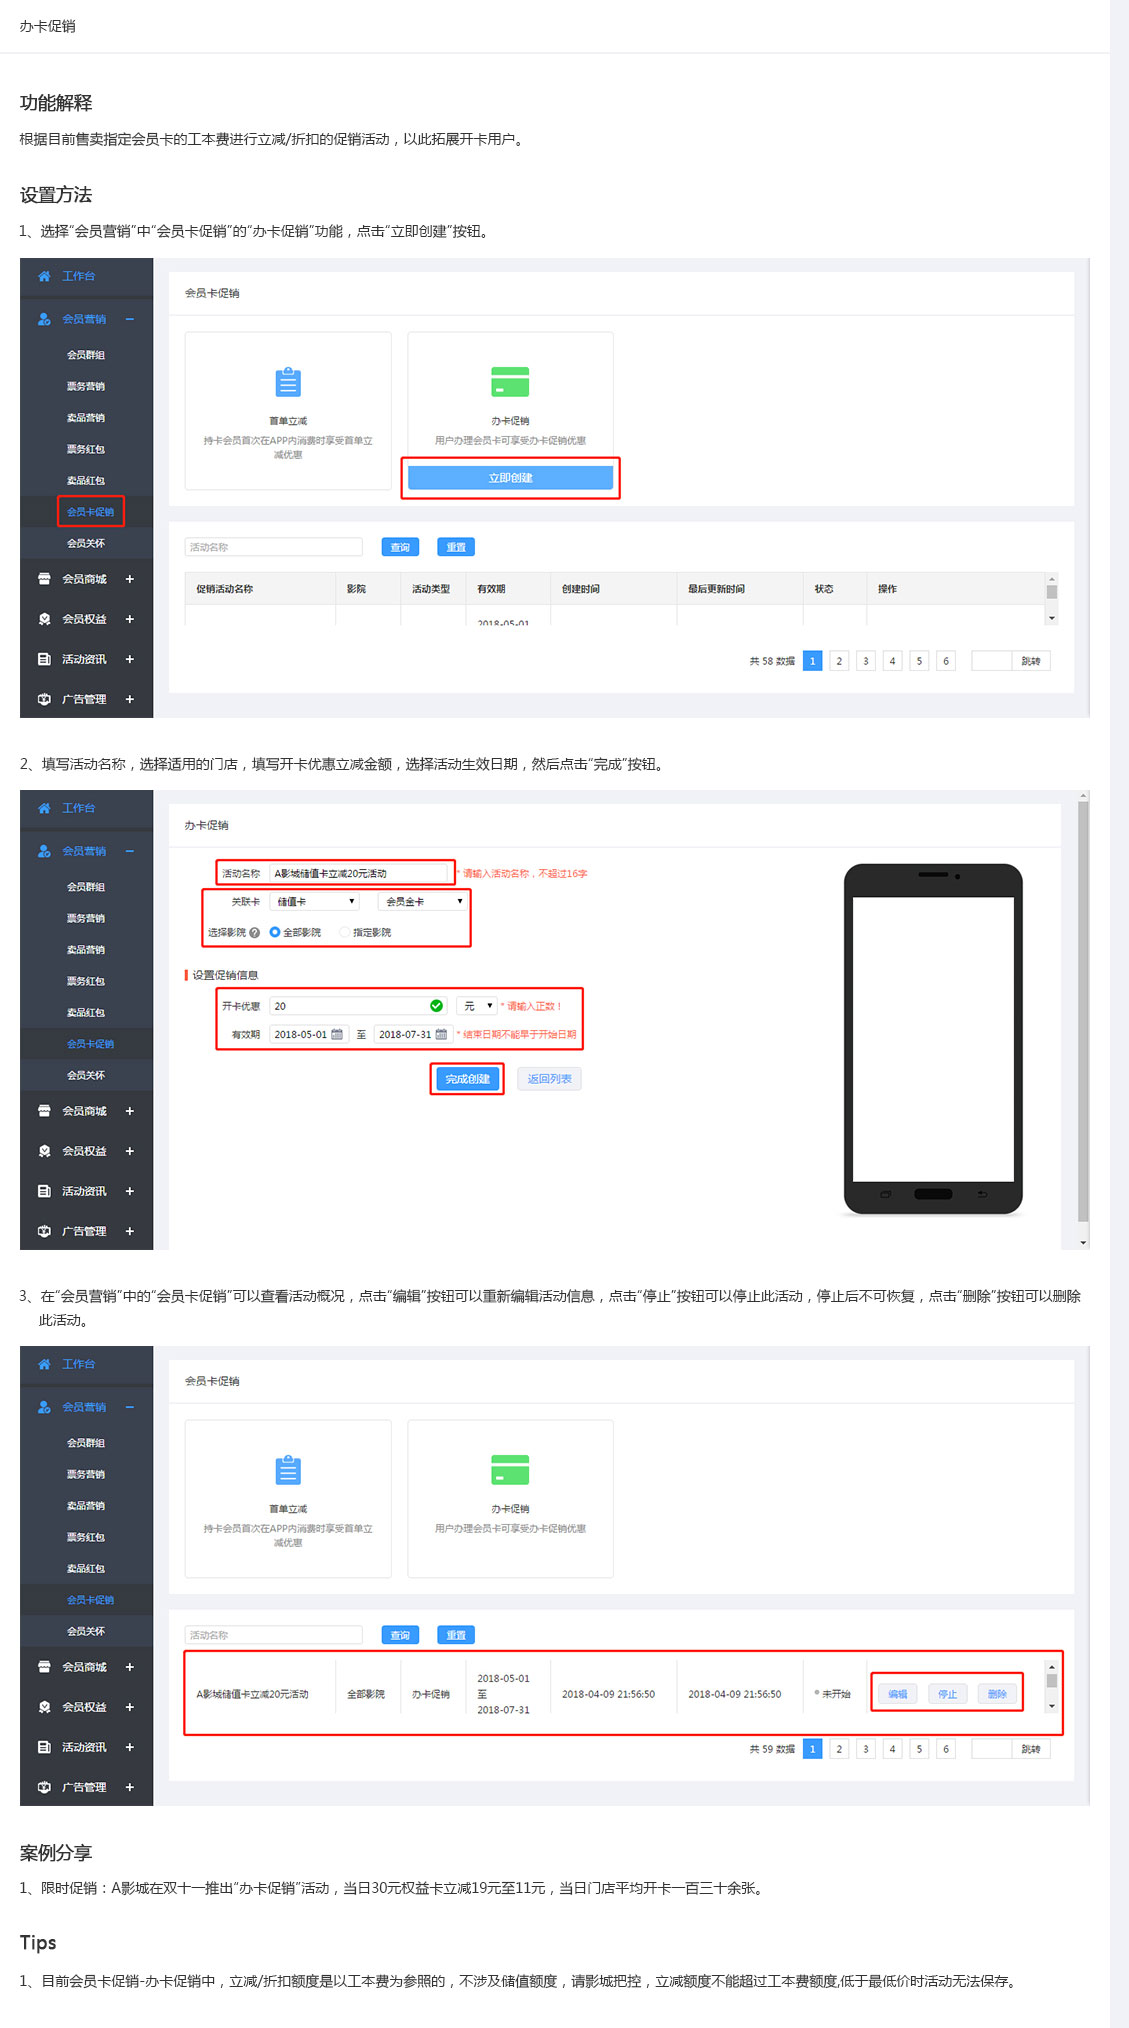 办卡促销
功能解释
根据目前售卖指定会员卡的工本费进行立减/折扣的促销活动，以此拓展开卡用户。
设置方法
1、选择“会员营销”中“会员卡促销”的“办卡促销”功能，点击“立即创建”按钮。
工作台
会员营销
会员群组
票务营销
卖品营销
票务红包
卖品红包
会员卡促销
会员关怀
会员商城 +
会员权益 +
活动资讯 +
广告管理 +
会员卡促销
首单立减
持卡会员首次在APP内消费时享受首单立
减优惠
办卡促销
用户办理会员卡可享受办卡促销优惠
立即创建
活动名称 查询 重置
促销活动名称 影院 活动类型 有效期 创建时间 最后更新时间 状态 操作
2018-05-01
共 58 数据 1 2 3 4 5 6 跳转
2、填写活动名称，选择适用的门店，填写开卡优惠立减金额，选择活动生效日期，然后点击“完成”按钮。
工作台
会员营销
会员群组
票务营销
卖品营销
票务红包
卖品红包
会员卡促销
会员关怀
会员商城 +
会员权益 +
活动资讯 +
广告管理 +
办卡促销
活动名称 A影城储值卡立减20元活动 * 请输入活动名称，不超过16字
关联卡 储值卡 会员金卡
选择影院 ? 全部影院 指定影院
设置促销信息
开卡优惠 20 元 * 请输入正数！
有效期 2018-05-01 至 2018-07-31 * 结束日期不能早于开始日期
完成创建 返回列表
3、在“会员营销”中的“会员卡促销”可以查看活动概况，点击“编辑”按钮可以重新编辑活动信息，点击“停止”按钮可以停止此活动，停止后不可恢复，点击“删除”按钮可以删除
此活动。
工作台
会员营销
会员群组
票务营销
卖品营销
票务红包
卖品红包
会员卡促销
会员关怀
会员商城 +
会员权益 +
活动资讯 +
广告管理 +
会员卡促销
首单立减
持卡会员首次在APP内消费时享受首单立
减优惠
办卡促销
用户办理会员卡可享受办卡促销优惠
活动名称 查询 重置
A影城储值卡立减20元活动 全部影院 办卡促销 2018-05-01 至 2018-07-31 2018-04-09 21:56:50 2018-04-09 21:56:50 未开始 编辑 停止 删除
共 59 数据 1 2 3 4 5 6 跳转
案例分享
1、限时促销：A影城在双十一推出“办卡促销”活动，当日30元权益卡立减19元至11元，当日门店平均开卡一百三十余张。
Tips
1、目前会员卡促销-办卡促销中，立减/折扣额度是以工本费为参照的，不涉及储值额度，请影城把控，立减额度不能超过工本费额度,低于最低价时活动无法保存。